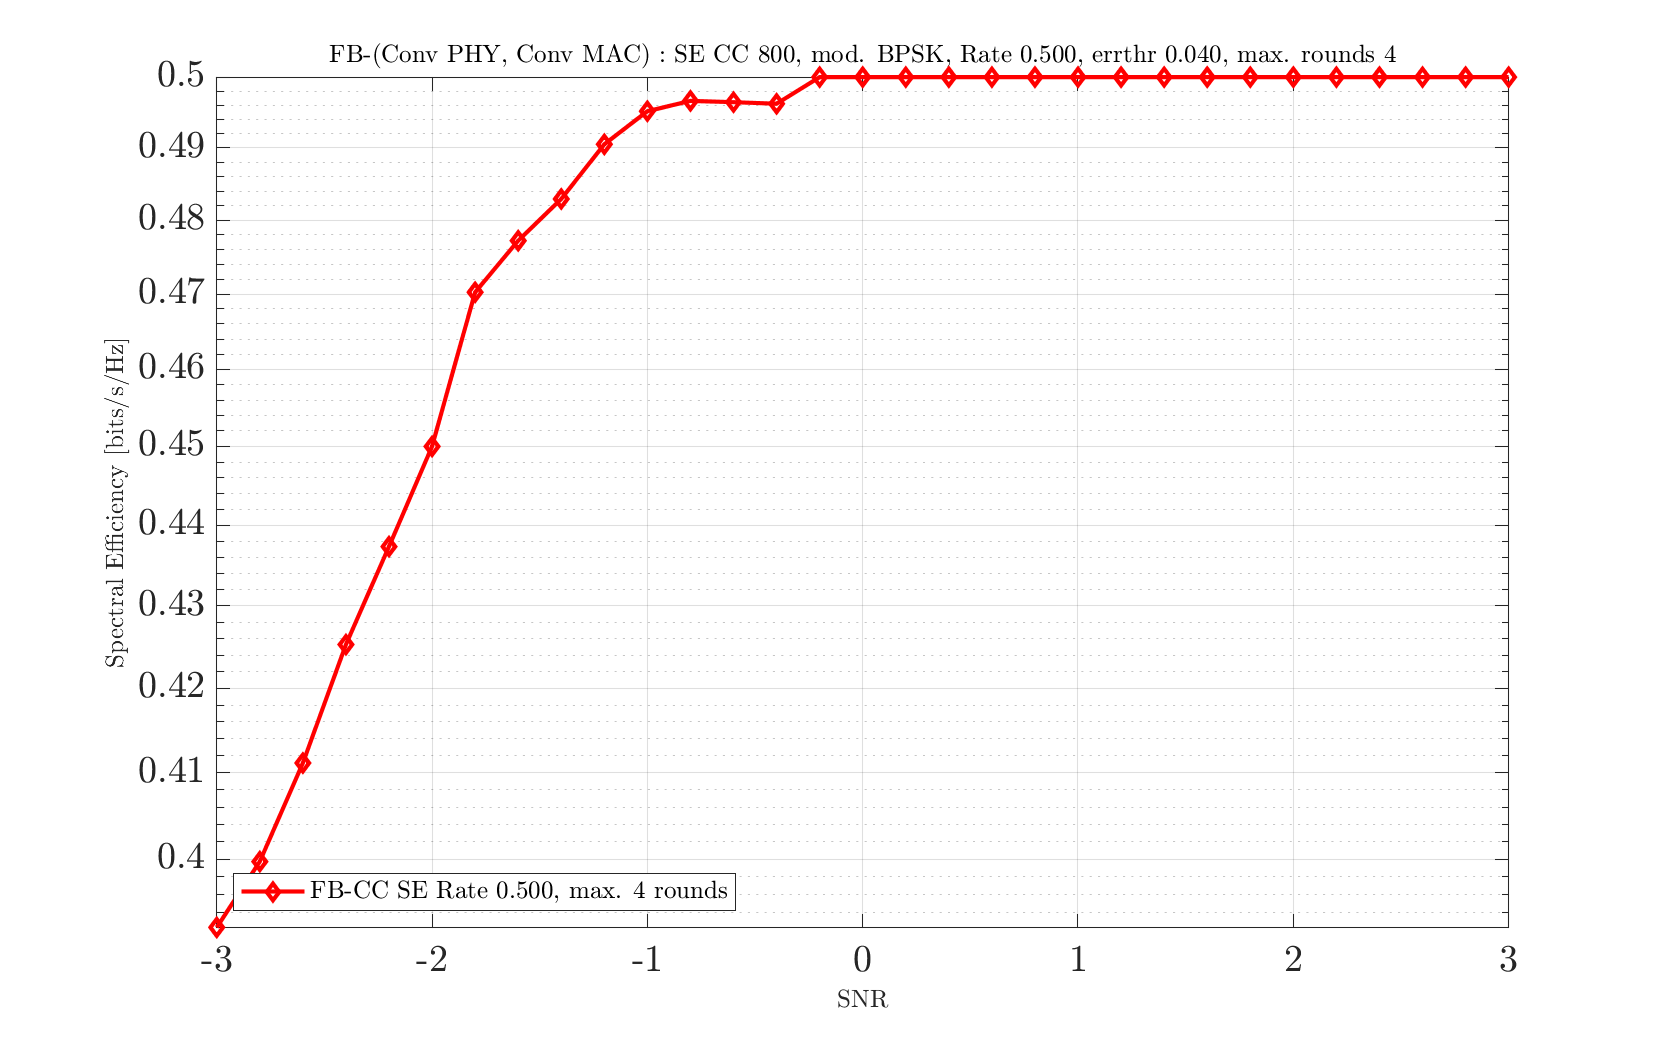 FB-(Conv PHY, Conv MAC) : SE CC 800, mod. BPSK, Rate 0.500, errthr 0.040, max. rounds 4
0.5
0.49
0.48
0.47
0.46
0.45
0.44
0.43
0.42
0.41
0.4
Spectral Efficiency [bits/s/Hz]
FB-CC SE Rate 0.500, max. 4 rounds
-3 -2 -1 0 1 2 3
SNR